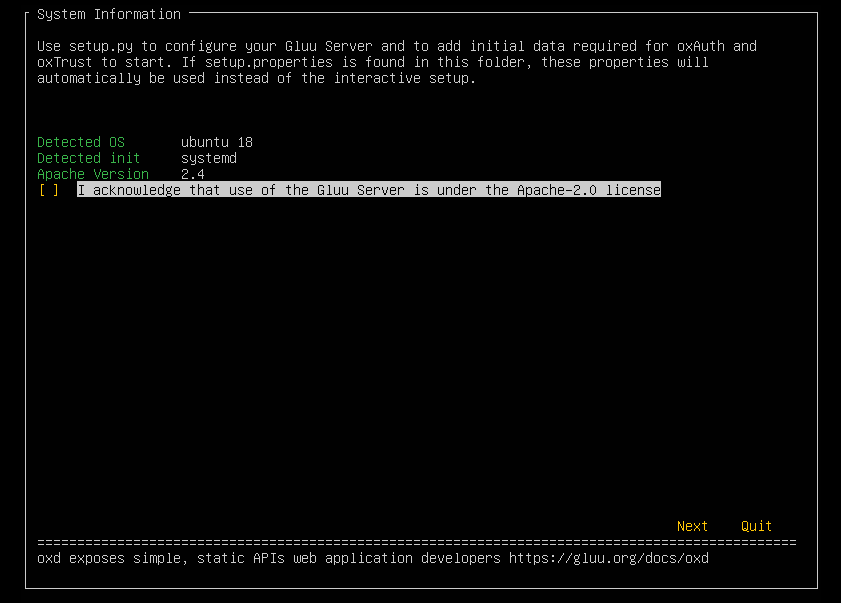 System Information
Use setup.py to configure your Gluu Server and to add initial data required for oxAuth and
oxTrust to start. If setup.properties is found in this folder, these properties will
automatically be used instead of the interactive setup.
Detected OS ubuntu 18
Detected init systemd
Apache Version 2.4
[ ] I acknowledge that use of the Gluu Server is under the Apache-2.0 license
Next Quit
===============================================================================================
oxd exposes simple, static APIs web application developers https://gluu.org/docs/oxd